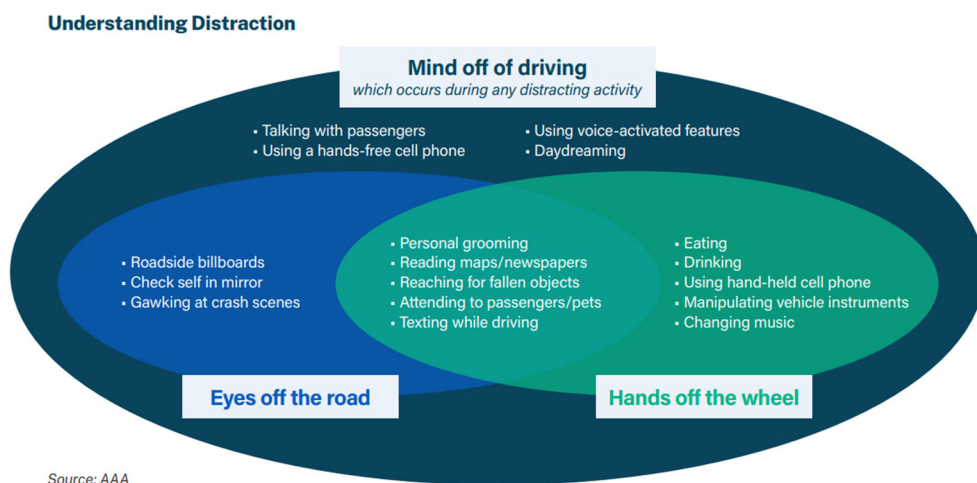 Understanding Distraction
Mind off of driving
which occurs during any distracting activity
▪ Talking with passengers
▪ Using a hands-free cell phone
▪ Using voice-activated features
▪ Daydreaming
▪ Roadside billboards
▪ Check self in mirror
▪ Gawking at crash scenes
▪ Personal grooming
▪ Reading maps/newspapers
▪ Reaching for fallen objects
▪ Attending to passengers/pets
▪ Texting while driving
▪ Eating
▪ Drinking
▪ Using hand-held cell phone
▪ Manipulating vehicle instruments
▪ Changing music
Eyes off the road
Hands off the wheel
Source: AAA